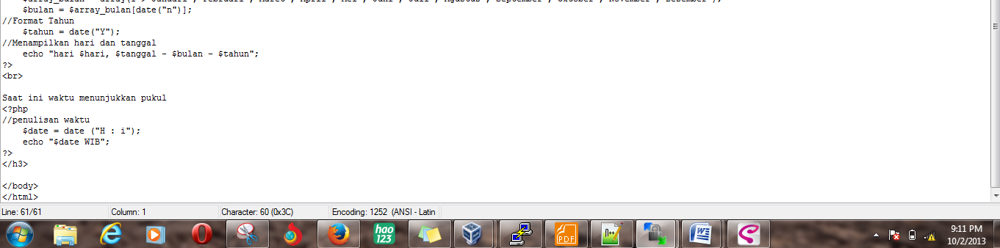 $bulan = $array_bulan[date("n")];
//Format Tahun
$tahun = date("Y");
//Menampilkan hari dan tanggal
echo "hari $hari, $tanggal - $bulan - $tahun";
?>
<br>
Saat ini waktu menunjukkan pukul
<?php
//penulisan waktu
$date = date ("H : i");
echo "$date WIB";
?>
</h3>
</body>
</html>
Line: 61/61 Column: 1 Character: 60 (0x3C) Encoding: 1252 (ANSI - Latin
hao
123
PDF
n++
W
9:11 PM
10/2/2013